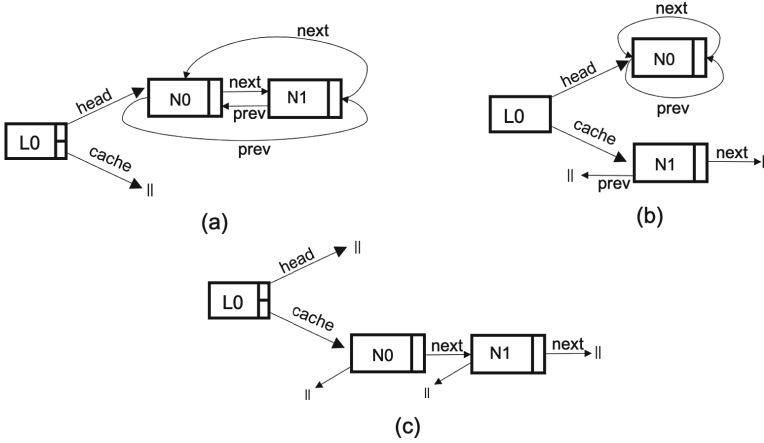 next
head
N0
next
prev
N1
L0
cache
prev
||
(a)
next
N0
head
prev
L0
cache
N1
next
||
||
prev
(b)
head
||
L0
cache
N0
next
N1
next
||
||
||
(c)